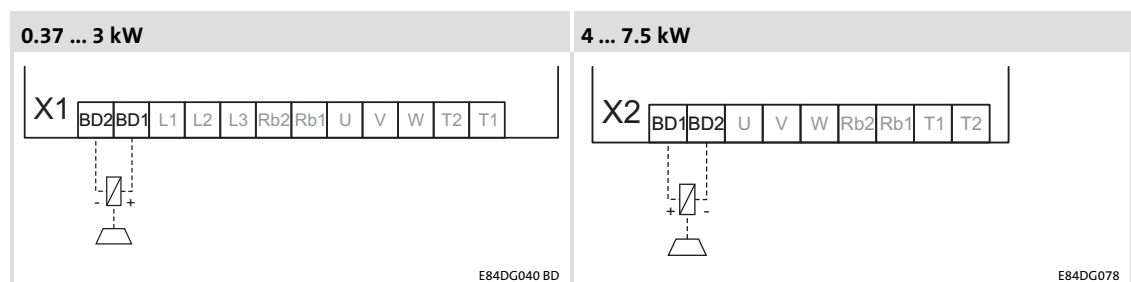 0.37 ... 3 kW
X1 BD2 BD1 L1 L2 L3 Rb2 Rb1 U V W T2 T1
- +
E84DG040 BD
4 ... 7.5 kW
X2 BD1 BD2 U V W Rb2 Rb1 T1 T2
+ -
E84DG078